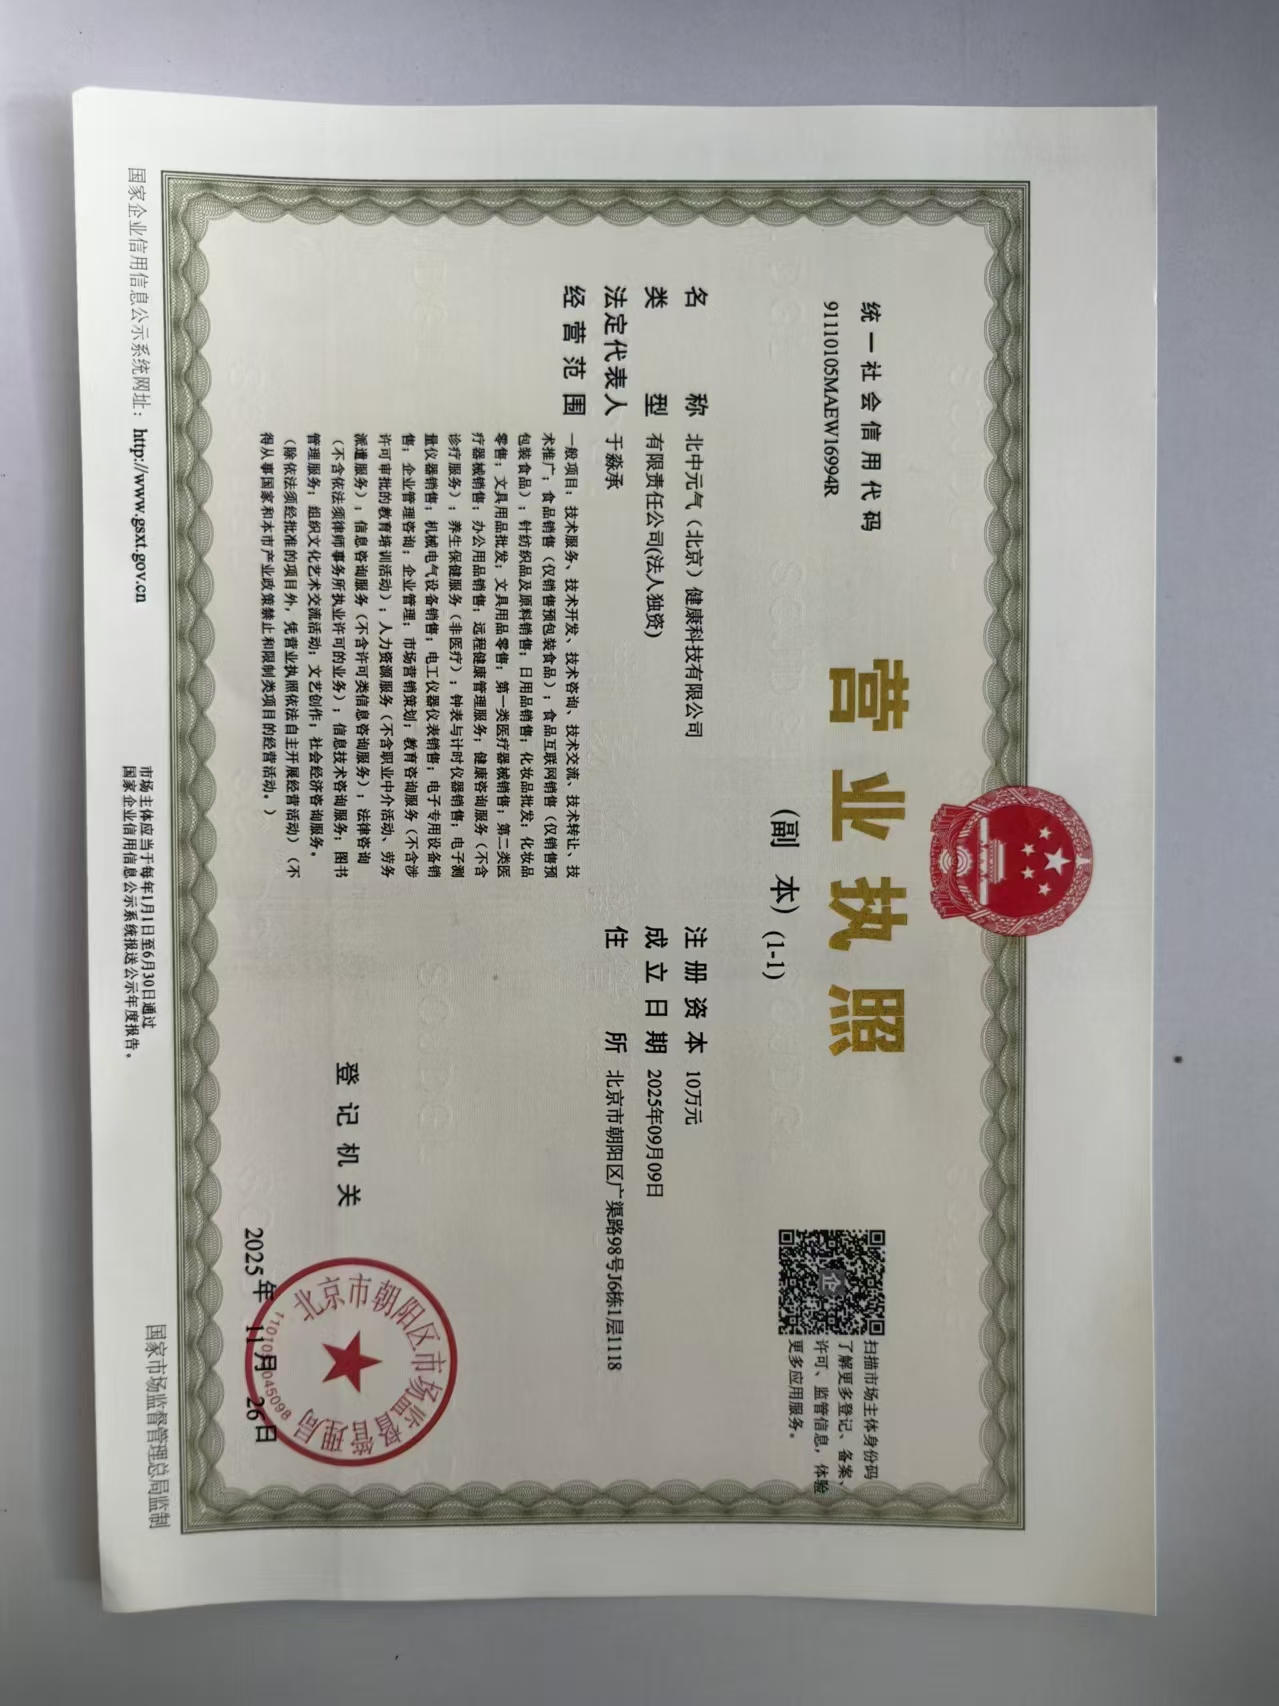 统一社会信用代码
91110105MAEW16994R
营业执照
(副本)(1-1)
扫描市场主体身份码
了解更多登记、备案、
许可、监管信息，体验
更多应用服务。
名称 北中元气（北京）健康科技有限公司
类型 有限责任公司(法人独资)
法定代表人 于淼承
经营范围 一般项目：技术服务、技术开发、技术咨询、技术交流、技术转让、技
术推广；食品销售（仅销售预包装食品）；食品互联网销售（仅销售预
包装食品）；针纺织品及原料销售；日用品销售；化妆品批发；化妆品
零售；文具用品批发；文具用品零售；第一类医疗器械销售；第二类医
疗器械销售；办公用品销售；远程健康管理服务；健康咨询服务（不含
诊疗服务）；养生保健服务（非医疗）；钟表与计时仪器销售；电子测
量仪器销售；机械电气设备销售；电工仪器仪表销售；电子专用设备销
售；企业管理咨询；企业管理；市场营销策划；教育咨询服务（不含涉
许可审批的教育培训活动）；人力资源服务（不含职业中介活动、劳务
派遣服务）；信息咨询服务（不含许可类信息咨询服务）；法律咨询
（不含依法须律师事务所执业许可的业务）；信息技术咨询服务；图书
管理服务；组织文化艺术交流活动；文艺创作；社会经济咨询服务。
（除依法须经批准的项目外，凭营业执照依法自主开展经营活动）（不
得从事国家和本市产业政策禁止和限制类项目的经营活动。）
注册资本 10万元
成立日期 2025年09月09日
住所 北京市朝阳区广渠路98号J6栋1层1118
登记机关
北京市朝阳区市场监督管理局
2025年11月26日
国家企业信用信息公示系统网址：http://www.gsxt.gov.cn
市场主体应当于每年1月1日至6月30日通过
国家企业信用信息公示系统报送公示年度报告。
国家市场监督管理总局监制